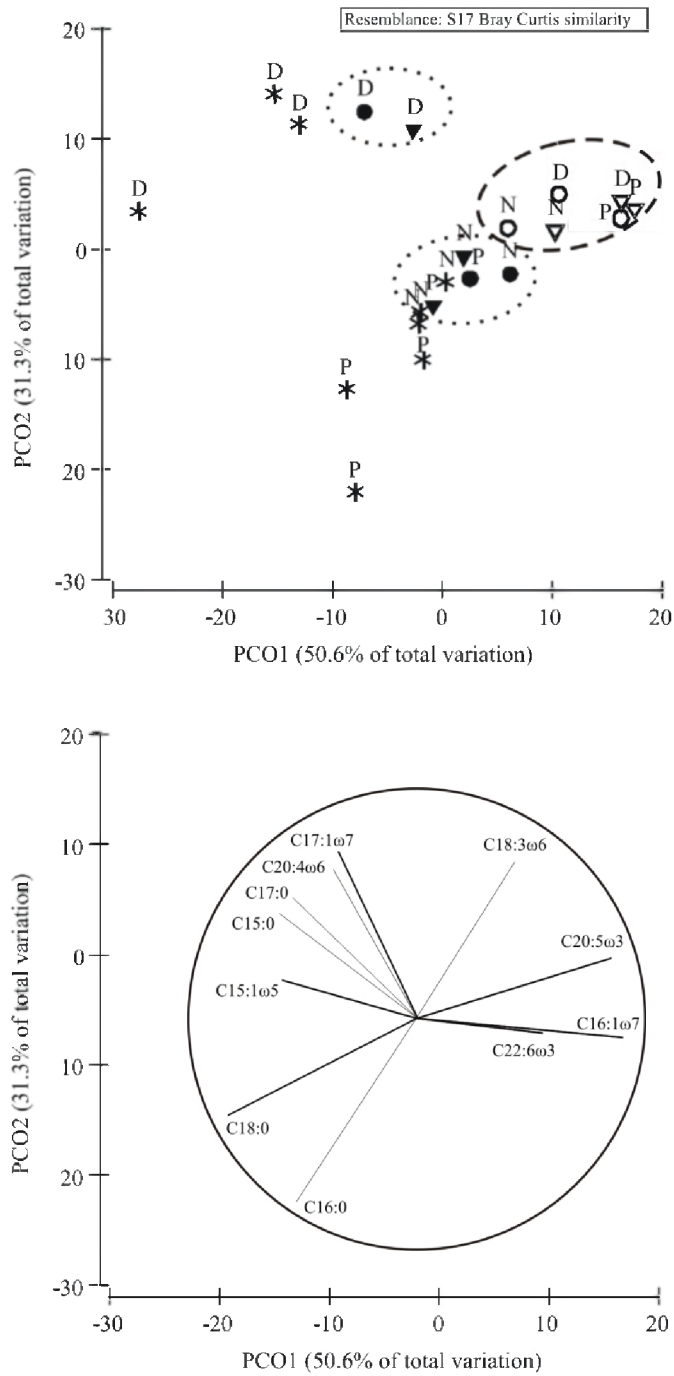 Resemblance: S17 Bray Curtis similarity
20
D
D
D
D
10
D
D
D
P
N
N
P
0
N
P
N
N
P
N
N
P
10
P
20
P
-30
30
-20
-10
0
10
20
PCO2 (31.3% of total variation)
PCO1 (50.6% of total variation)
20
10
0
10
20
-30
C17:1ω7
C20:4ω6
C17:0
C15:0
C15:1ω5
C18:0
C16:0
C18:3ω6
C20:5ω3
C16:1ω7
C22:6ω3
-30
-20
-10
0
10
20
PCO2 (31.3% of total variation)
PCO1 (50.6% of total variation)